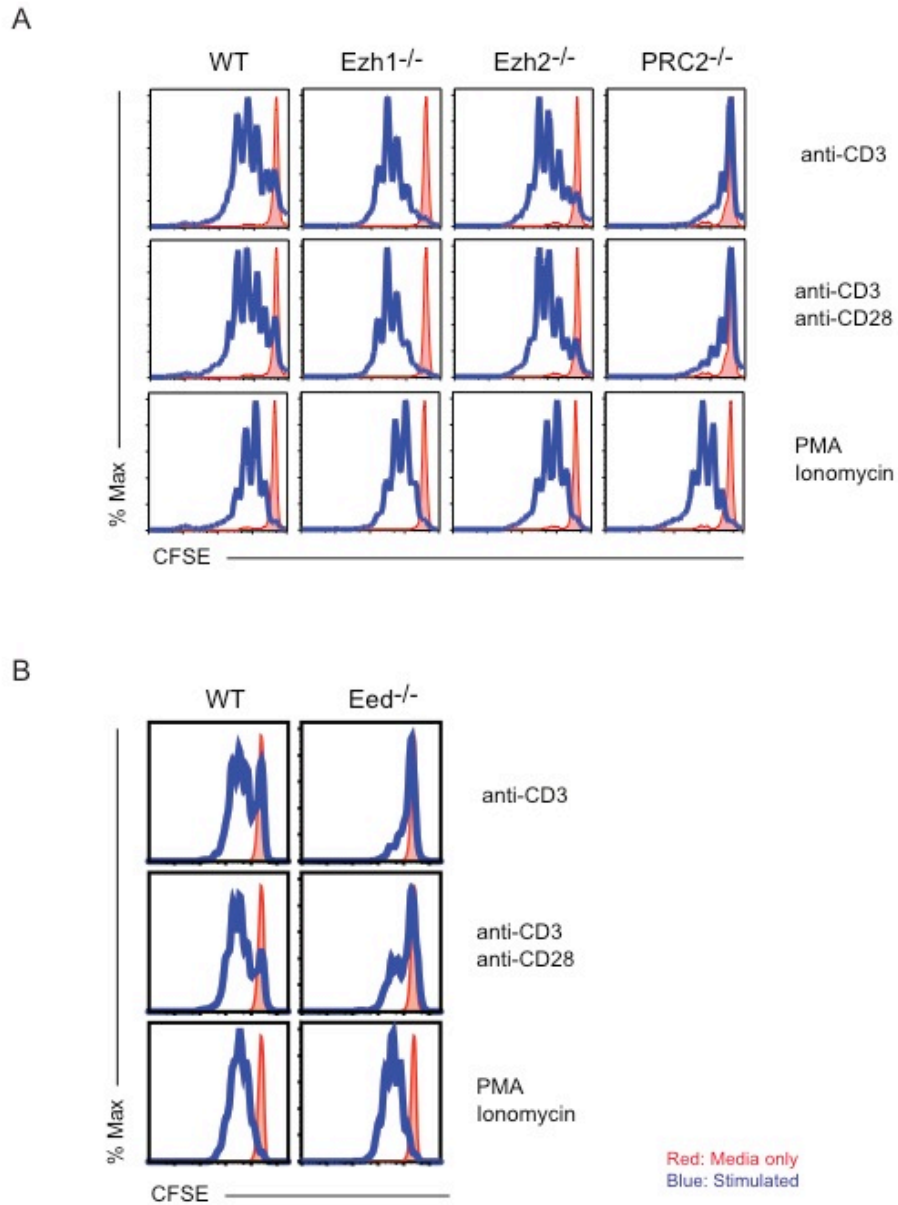 A
WT Ezh1-/- Ezh2-/- PRC2-/-
anti-CD3
anti-CD3
anti-CD28
PMA
Ionomycin
% Max
CFSE
B
WT Eed-/-
anti-CD3
anti-CD3
anti-CD28
PMA
Ionomycin
% Max
CFSE
Red: Media only
Blue: Stimulated